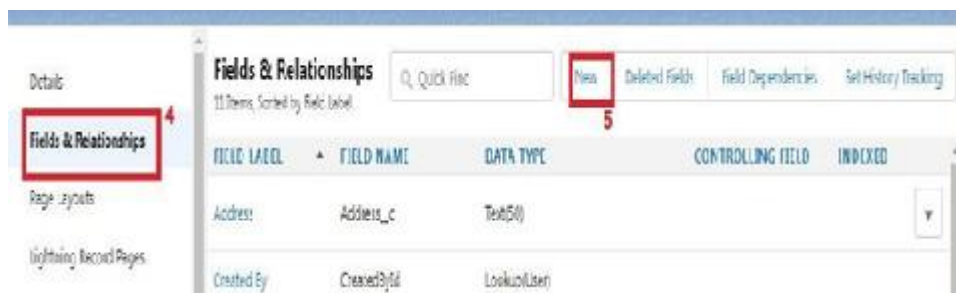 Details
Fields & Relationships
4
Page Layouts
Lightning Record Pages
Fields & Relationships
11 Items, Sorted by Field Label
Quick Find
New
5
Deleted Fields
Field Dependencies
Set History Tracking
FIELD LABEL FIELD NAME DATA TYPE CONTROLLING FIELD INDEXED
Address Address_c Text(50)
Created By CreatedById Lookup(User)